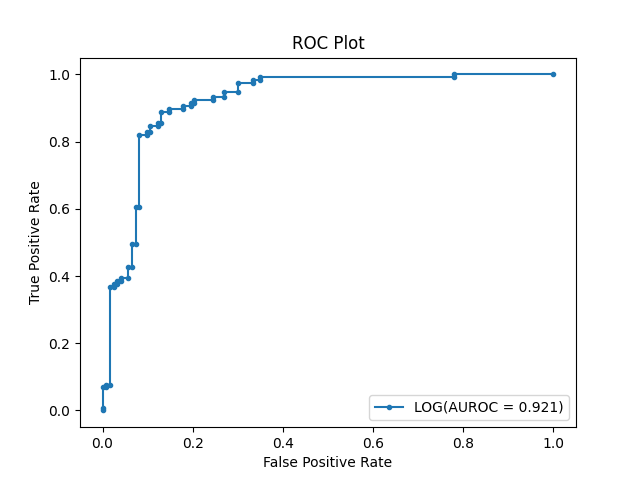 ROC Plot
True Positive Rate
1.0
0.8
0.6
0.4
0.2
0.0
LOG(AUROC = 0.921)
0.0 0.2 0.4 0.6 0.8 1.0
False Positive Rate